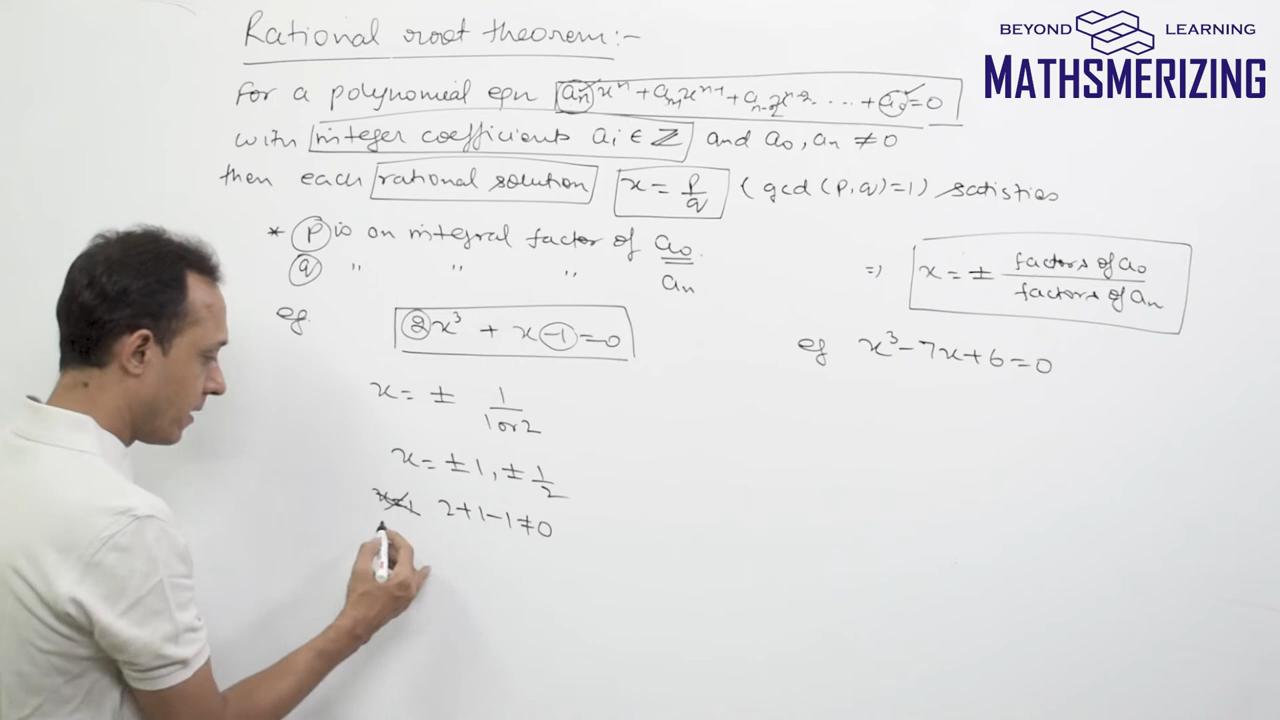 BEYOND LEARNING
MATHSMERIZING
Rational root theorem:-
For a polynomial eqn aₙxⁿ + aₙ₋₁xⁿ⁻¹ + aₙ₋₂xⁿ⁻² ..... + a₀ = 0
with integer coefficients aᵢ ∈ ℤ and a₀, aₙ ≠ 0
then each rational solution x = p/q (gcd (p,q)=1) satisfies
* p is an integral factor of a₀.
q " " " aₙ
⇒ x = ± factors of a₀ / factors of aₙ
eg. 2x³ + x - 1 = 0
eg x³ - 7x + 6 = 0
x = ± 1 / 1 or 2
x = ± 1, ± 1/2
x=1 2+1-1≠0